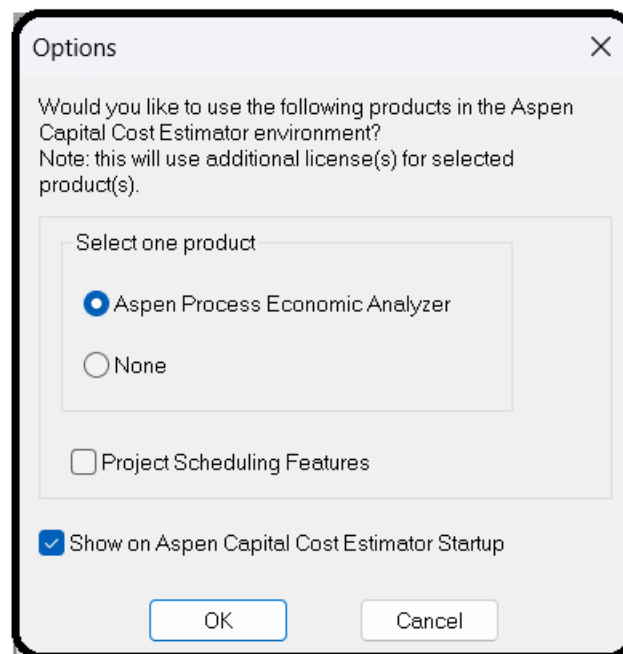 Options
Would you like to use the following products in the Aspen
Capital Cost Estimator environment?
Note: this will use additional license(s) for selected
product(s).
Select one product
Aspen Process Economic Analyzer
None
Project Scheduling Features
Show on Aspen Capital Cost Estimator Startup
OK
Cancel